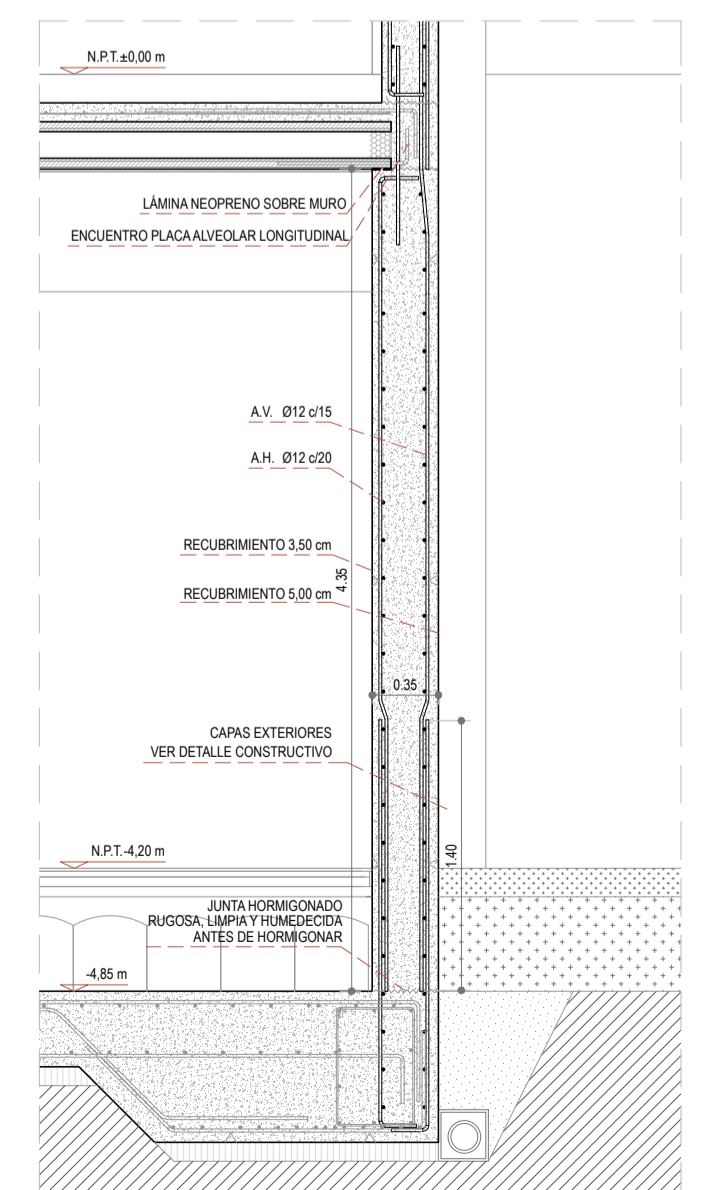 N.P.T.±0,00 m
LÁMINA NEOPRENO SOBRE MURO
ENCUENTRO PLACA ALVEOLAR LONGITUDINAL
A.V. Ø12 c/15
A.H. Ø12 c/20
RECUBRIMIENTO 3,50 cm
4.35
RECUBRIMIENTO 5,00 cm
0.35
CAPAS EXTERIORES
VER DETALLE CONSTRUCTIVO
N.P.T.-4,20 m
1.40
JUNTA HORMIGONADO
RUGOSA, LIMPIA Y HUMEDECIDA
ANTES DE HORMIGONAR
-4,85 m